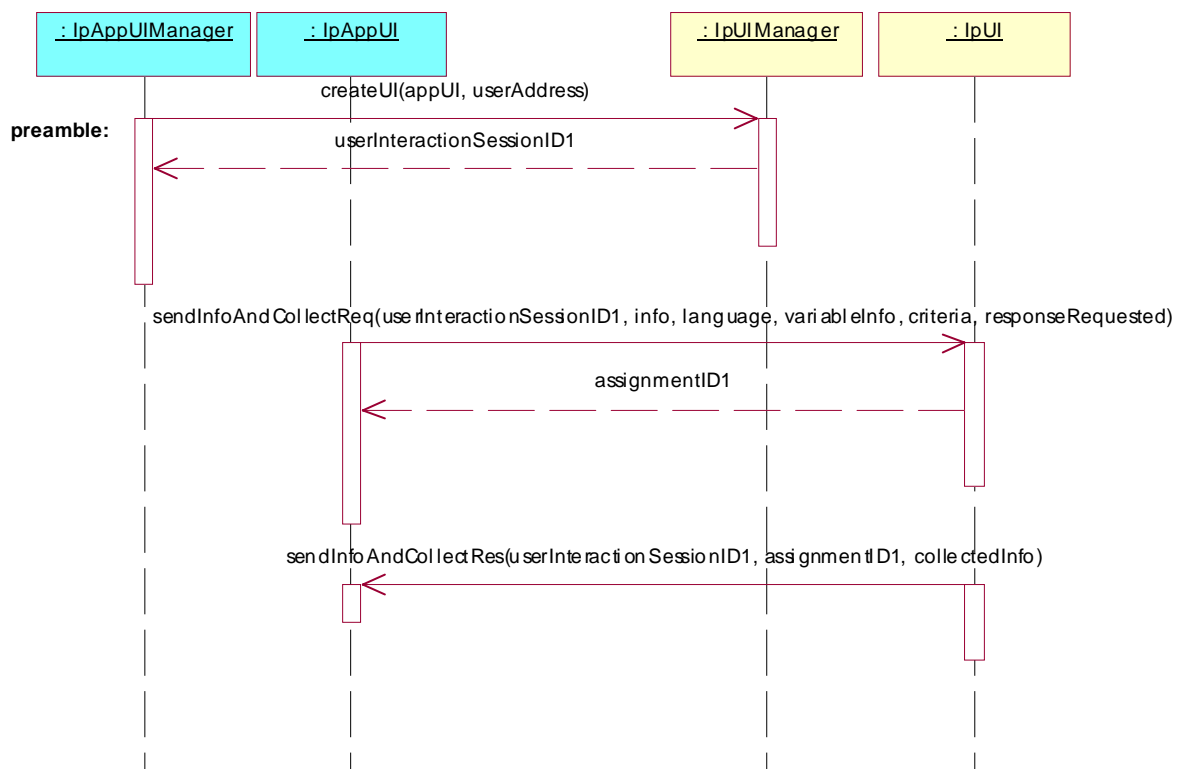 : IpAppUIManager
: IpAppUI
: IpUIManager
: IpUI
createUI(appUI, userAddress)
preamble:
userInteractionSessionID1
sendInfoAndCollectReq(userInteractionSessionID1, info, language, variableInfo, criteria, responseRequested)
assignmentID1
sendInfoAndCollectRes(userInteractionSessionID1, assignmentID1, collectedInfo)